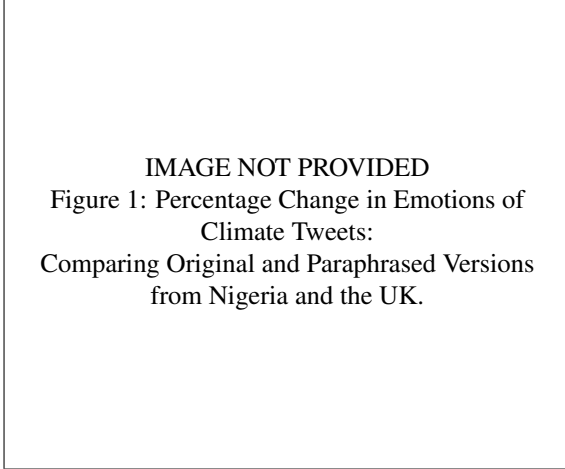 IMAGE NOT PROVIDED
Figure 1: Percentage Change in Emotions of
Climate Tweets:
Comparing Original and Paraphrased Versions
from Nigeria and the UK.